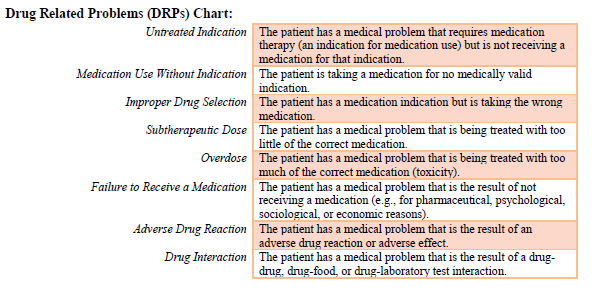 Drug Related Problems (DRPs) Chart:
Untreated Indication The patient has a medical problem that requires medication
therapy (an indication for medication use) but is not receiving a
medication for that indication.
Medication Use Without Indication The patient is taking a medication for no medically valid
indication.
Improper Drug Selection The patient has a medication indication but is taking the wrong
medication.
Subtherapeutic Dose The patient has a medical problem that is being treated with too
little of the correct medication.
Overdose The patient has a medical problem that is being treated with too
much of the correct medication (toxicity).
Failure to Receive a Medication The patient has a medical problem that is the result of not
receiving a medication (e.g., for pharmaceutical, psychological,
sociological, or economic reasons).
Adverse Drug Reaction The patient has a medical problem that is the result of an
adverse drug reaction or adverse effect.
Drug Interaction The patient has a medical problem that is the result of a drug-
drug, drug-food, or drug-laboratory test interaction.